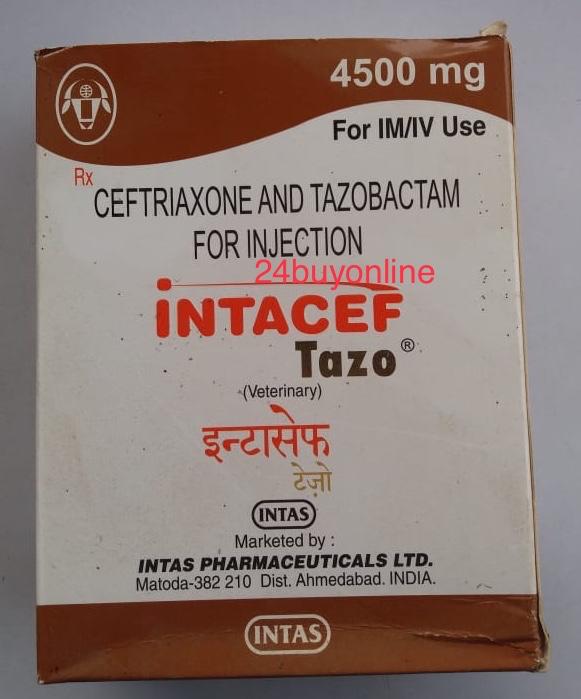 4500 mg
For IM/IV Use
Rx
CEFTRIAXONE AND TAZOBACTAM
FOR INJECTION
24buyonline
INTACEF
Tazo®
(Veterinary)
इन्टासेफ
टेज़ो
INTAS
Marketed by :
INTAS PHARMACEUTICALS LTD.
Matoda-382 210 Dist. Ahmedabad. INDIA.
INTAS